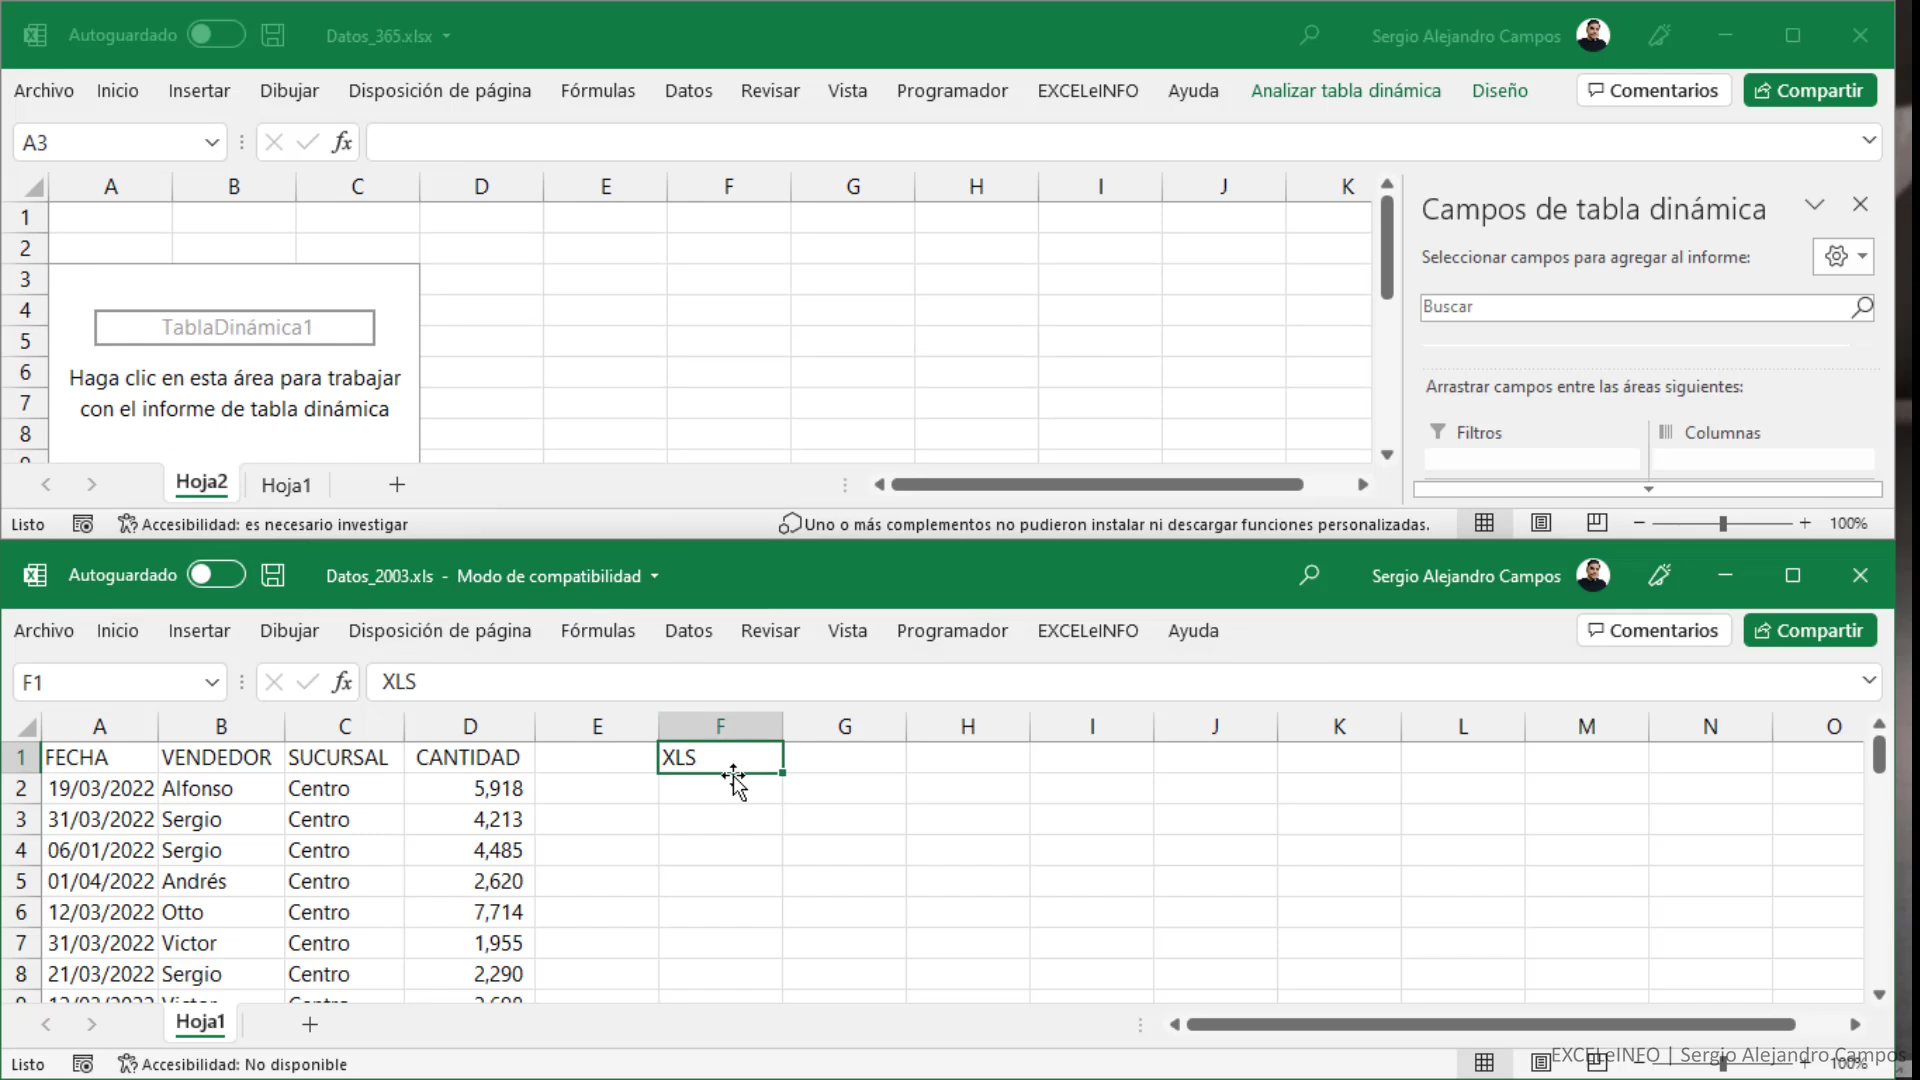 Autoguardado Datos_365.xlsx Sergio Alejandro Campos
Archivo Inicio Insertar Dibujar Disposición de página Fórmulas Datos Revisar Vista Programador EXCELeINFO Ayuda Analizar tabla dinámica Diseño Comentarios Compartir
A3 fx
A B C D E F G H I J K
1
2
3
4
5
6
7
8
TablaDinámica1
Haga clic en esta área para trabajar
con el informe de tabla dinámica
Campos de tabla dinámica
Seleccionar campos para agregar al informe:
Buscar
Arrastrar campos entre las áreas siguientes:
Filtros Columnas
Hoja2 Hoja1
Listo Accesibilidad: es necesario investigar Uno o más complementos no pudieron instalar ni descargar funciones personalizadas. 100%
Autoguardado Datos_2003.xls - Modo de compatibilidad Sergio Alejandro Campos
Archivo Inicio Insertar Dibujar Disposición de página Fórmulas Datos Revisar Vista Programador EXCELeINFO Ayuda Comentarios Compartir
F1 fx XLS
A B C D E F G H I J K L M N O
1 FECHA VENDEDOR SUCURSAL CANTIDAD XLS
2 19/03/2022 Alfonso Centro 5,918
3 31/03/2022 Sergio Centro 4,213
4 06/01/2022 Sergio Centro 4,485
5 01/04/2022 Andrés Centro 2,620
6 12/03/2022 Otto Centro 7,714
7 31/03/2022 Victor Centro 1,955
8 21/03/2022 Sergio Centro 2,290
Hoja1
Listo Accesibilidad: No disponible 100%
EXCELeINFO | Sergio Alejandro Campos